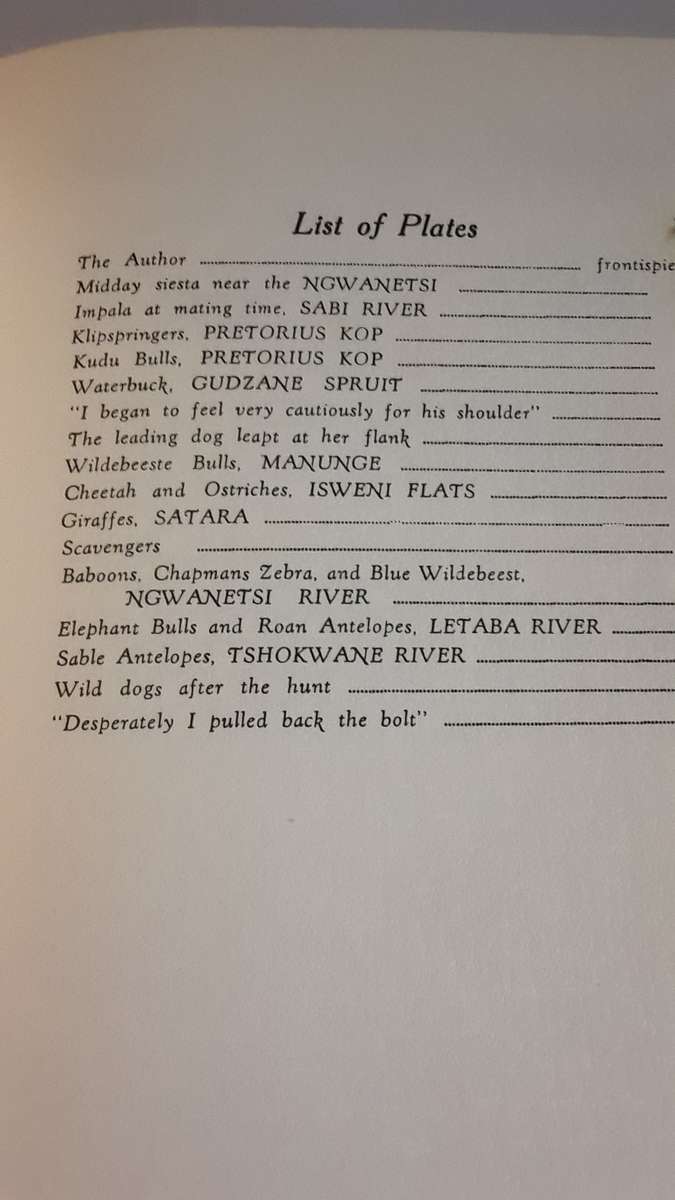 List of Plates
The Author ........ frontispie
Midday siesta near the NGWANETSI ........
Impala at mating time, SABI RIVER ........
Klipspringers, PRETORIUS KOP ........
Kudu Bulls, PRETORIUS KOP ........
Waterbuck, GUDZANE SPRUIT ........
"I began to feel very cautiously for his shoulder" ........
The leading dog leapt at her flank ........
Wildebeeste Bulls, MANUNGE ........
Cheetah and Ostriches, ISWENI FLATS ........
Giraffes, SATARA ........
Scavengers ........
Baboons, Chapmans Zebra, and Blue Wildebeest,
NGWANETSI RIVER ........
Elephant Bulls and Roan Antelopes, LETABA RIVER ........
Sable Antelopes, TSHOKWANE RIVER ........
Wild dogs after the hunt ........
"Desperately I pulled back the bolt" ........